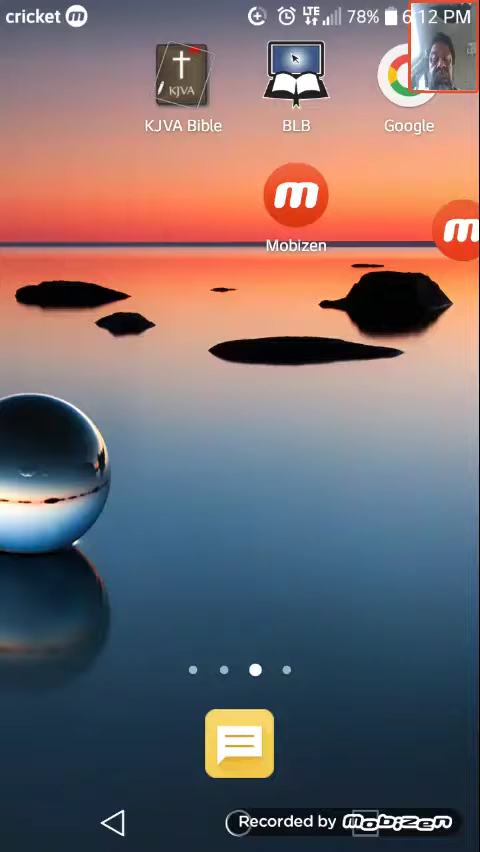 cricket m LTE 78% 6:12 PM
KJVA
KJVA Bible BLB Google
m
Mobizen
m
Recorded by Mobizen